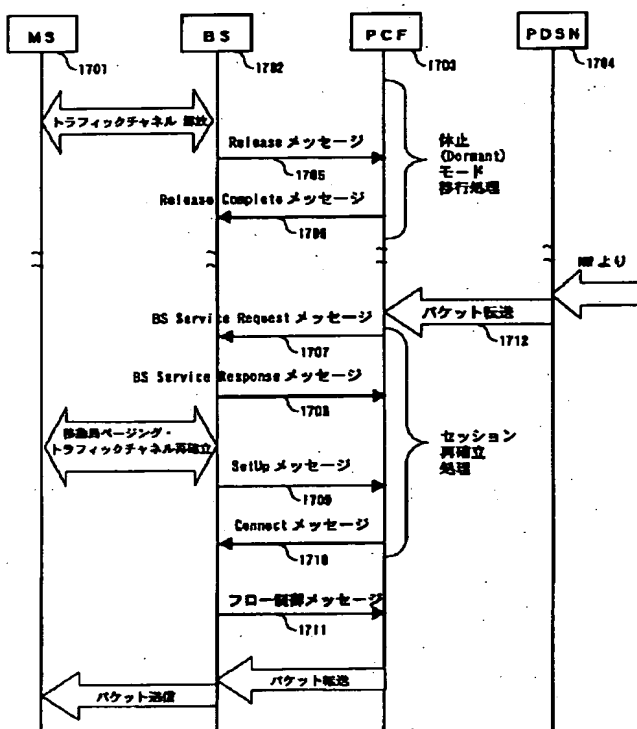 MS
BS
PCF
PDSN
1701
1702
1703
1704
トラフィックチャネル 解放
Release メッセージ
1705
Release Complete メッセージ
1706
休止
(Dormant)
モード
移行処理
より
パケット転送
1712
BS Service Request メッセージ
1707
BS Service Response メッセージ
1708
移動局ページング・
トラフィックチャネル再確立
SetUp メッセージ
1709
Connect メッセージ
1710
セッション
再確立
処理
フロー制御メッセージ
1711
パケット転送
パケット送信